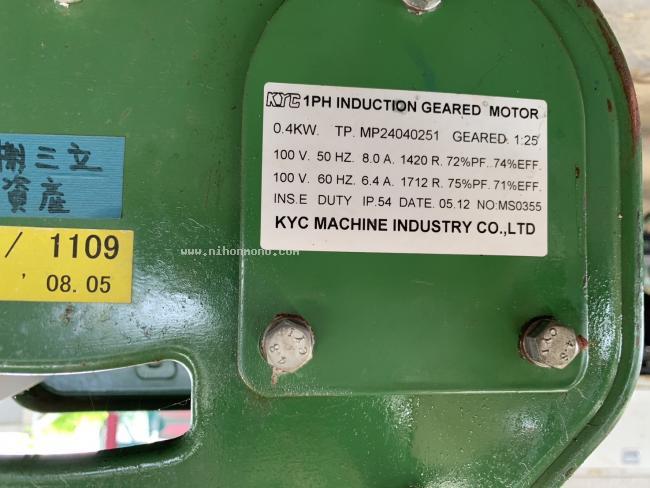 KYC 1PH INDUCTION GEARED MOTOR
0.4KW. TP. MP24040251 GEARED. 1:25
100 V. 50 HZ. 8.0 A. 1420 R. 72%PF. 74%EFF.
100 V. 60 HZ. 6.4 A. 1712 R. 75%PF. 71%EFF.
INS.E DUTY IP.54 DATE. 05.12 NO:MS0355
KYC MACHINE INDUSTRY CO.,LTD
三立
資産
/ 1109
' 08.05
www.nihonmono.com